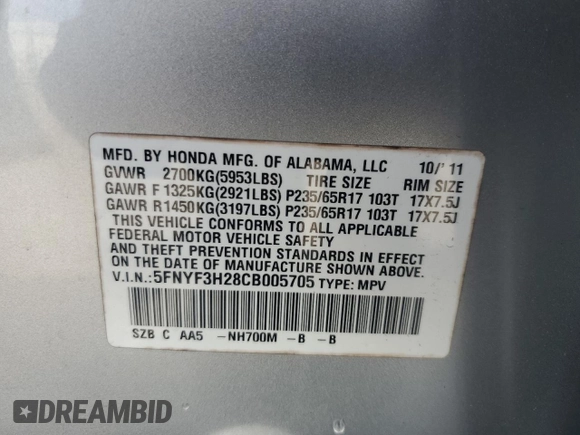 MFD. BY HONDA MFG. OF ALABAMA, LLC 10/'11
GVWR 2700KG(5953LBS) TIRE SIZE RIM SIZE
GAWR F 1325KG(2921LBS) P235/65R17 103T 17X7.5J
GAWR R1450KG(3197LBS) P235/65R17 103T 17X7.5J
THIS VEHICLE CONFORMS TO ALL APPLICABLE
FEDERAL MOTOR VEHICLE SAFETY
AND THEFT PREVENTION STANDARDS IN EFFECT
ON THE DATE OF MANUFACTURE SHOWN ABOVE.
V.I.N.:5FNYF3H28CB005705 TYPE: MPV
SZB C AA5 -NH700M -B -B
DREAMBID